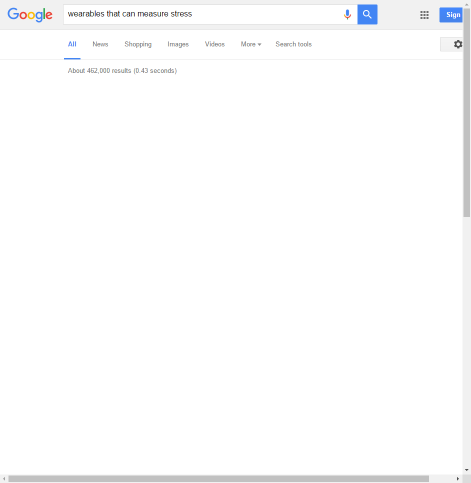 Google wearables that can measure stress Sign
All News Shopping Images Videos More Search tools
About 462,000 results (0.43 seconds)